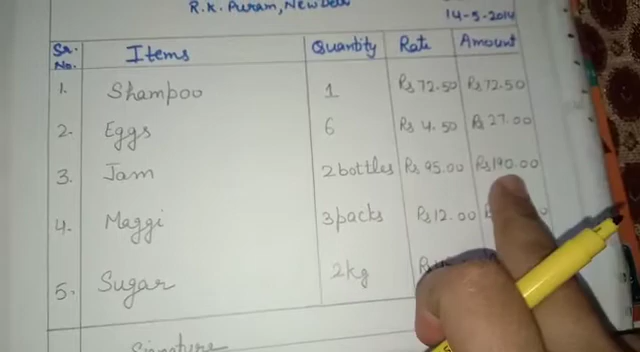 R.K. Puram, New Delhi
14-5-2014
Sr. No. Items Quantity Rate Amount
1. Shampoo 1 Rs 72.50 Rs 72.50
2. Eggs 6 Rs 4.50 Rs 27.00
3. Jam 2 bottles Rs 95.00 Rs 190.00
4. Maggi 3 packs Rs 12.00
5. Sugar 2kg
Signature